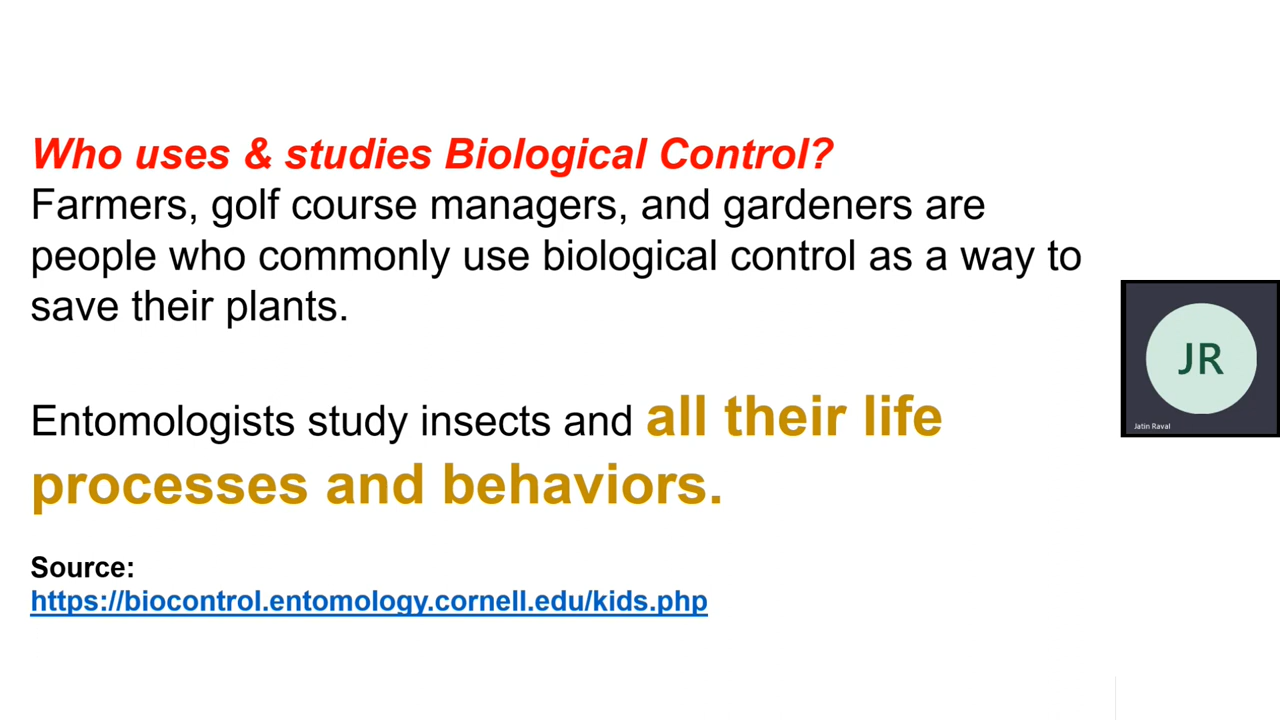 Who uses & studies Biological Control?
Farmers, golf course managers, and gardeners are
people who commonly use biological control as a way to
save their plants.
Entomologists study insects and all their life
processes and behaviors.
Source:
https://biocontrol.entomology.cornell.edu/kids.php
JR
Jatin Raval